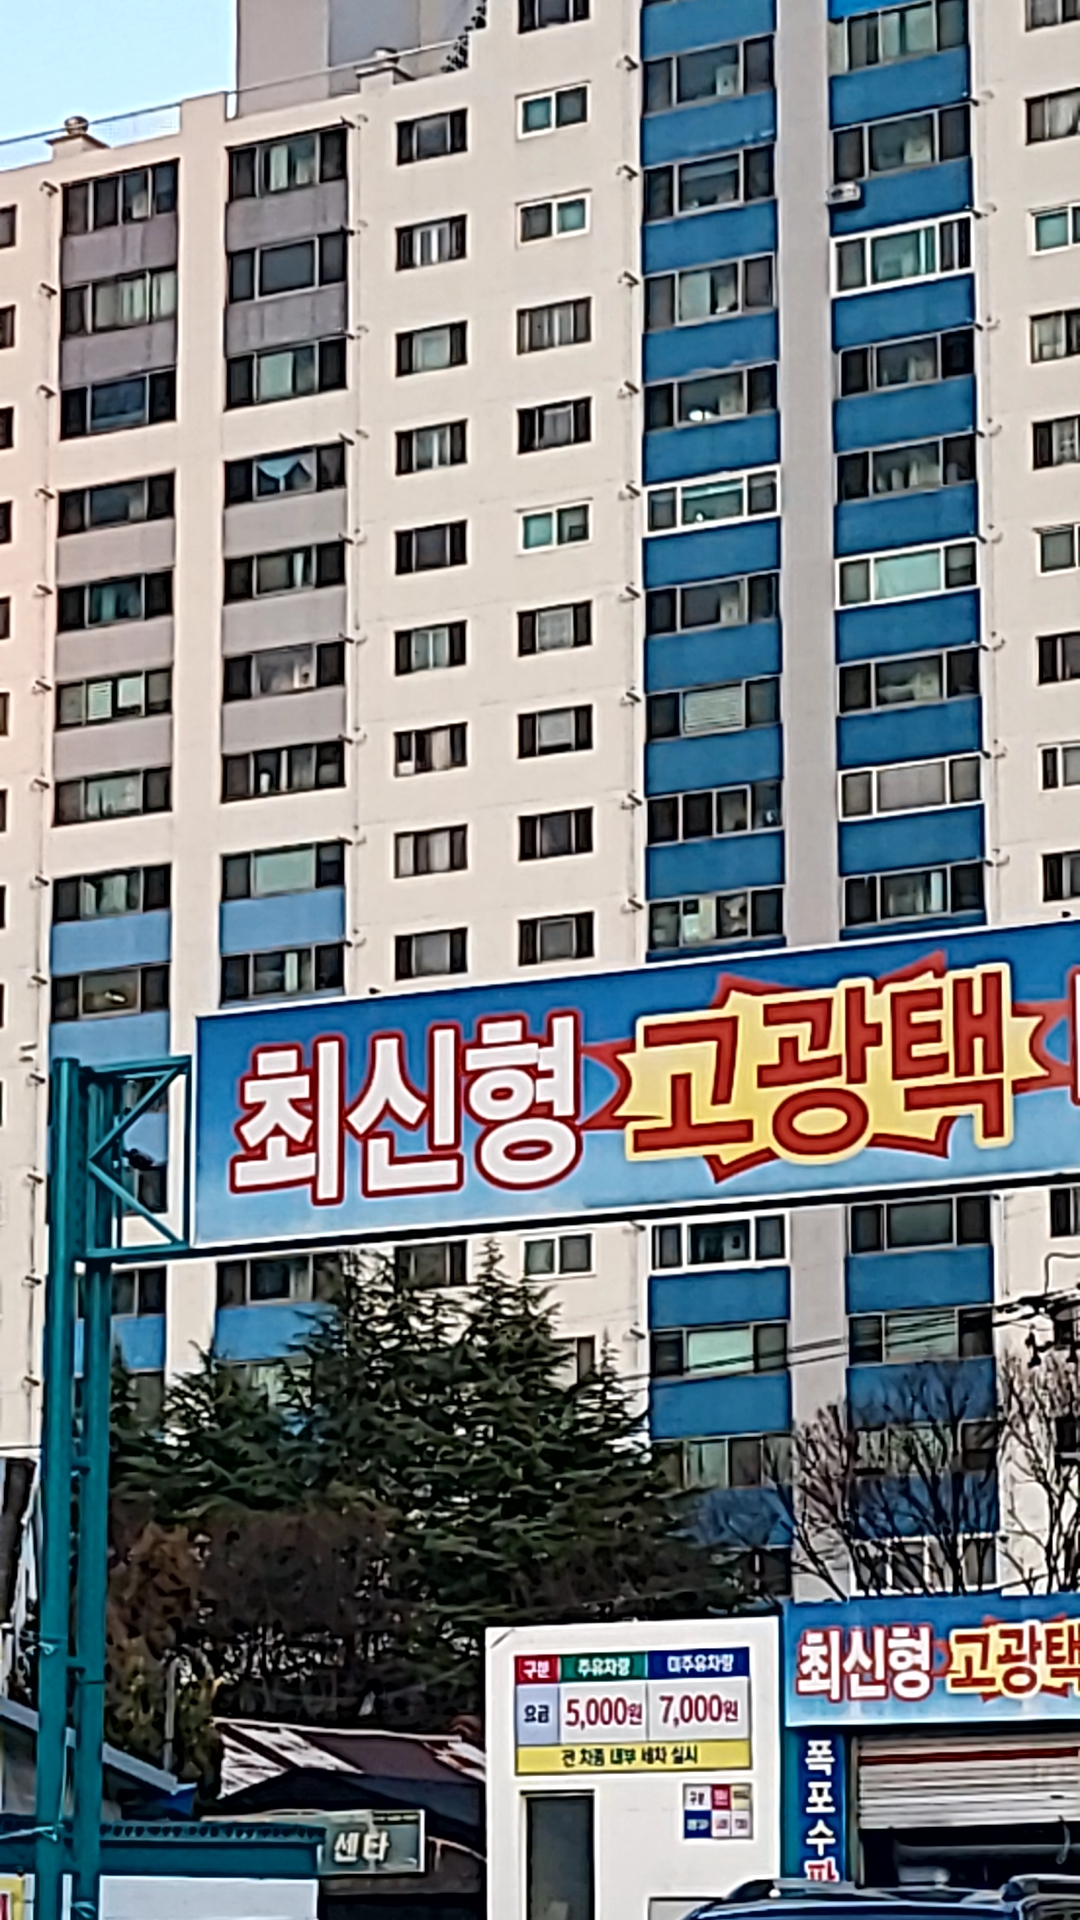 최신형 고광택
최신형 고광택
구분 주유차량 미주유차량
요금 5,000원 7,000원
전 차종 내부 세차 실시
폭포수
센타